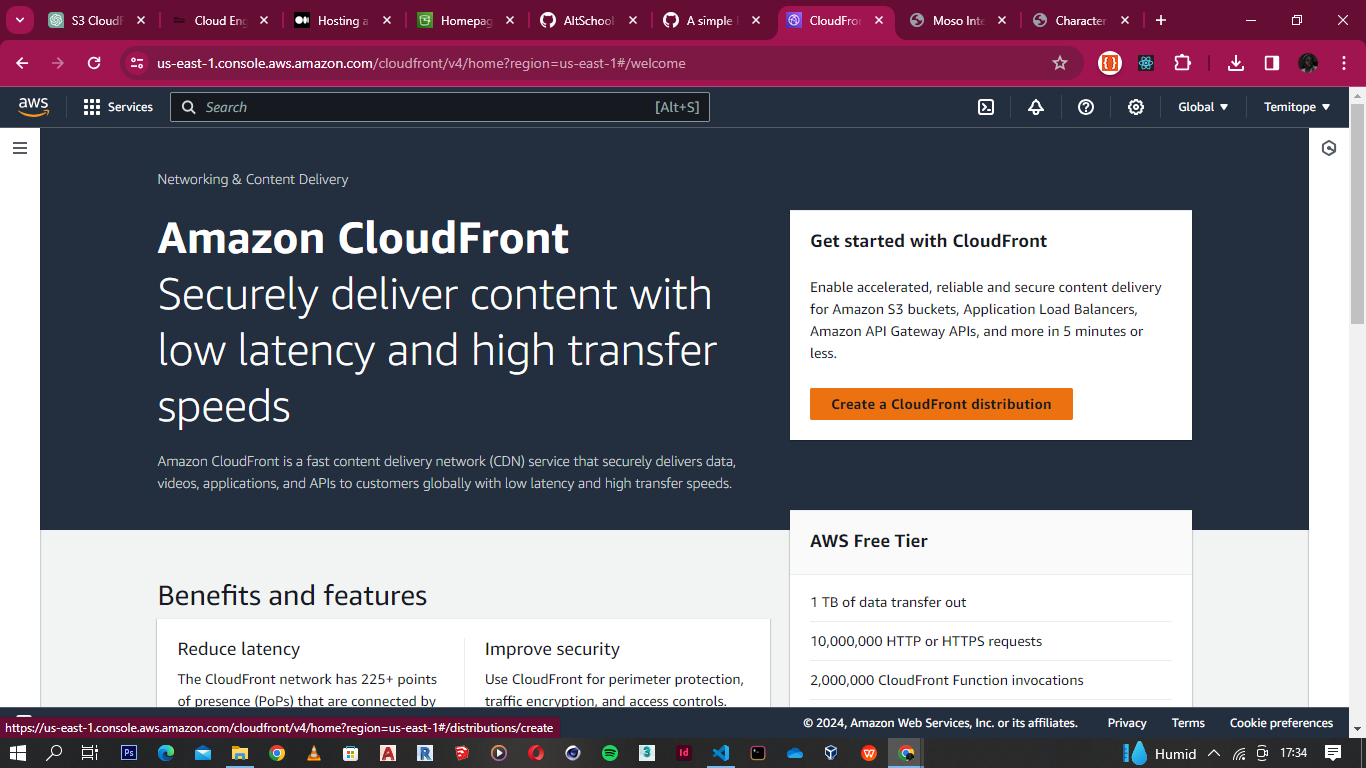 S3 CloudF
Cloud Eng
Hosting a
Homepag
AltSchool
A simple
CloudFron
Moso Inte
Character
us-east-1.console.aws.amazon.com/cloudfront/v4/home?region=us-east-1#/welcome
aws
Services
Search
[Alt+S]
Global
Temitope
Networking & Content Delivery
Amazon CloudFront
Securely deliver content with
low latency and high transfer
speeds
Amazon CloudFront is a fast content delivery network (CDN) service that securely delivers data,
videos, applications, and APIs to customers globally with low latency and high transfer speeds.
Get started with CloudFront
Enable accelerated, reliable and secure content delivery
for Amazon S3 buckets, Application Load Balancers,
Amazon API Gateway APIs, and more in 5 minutes or
less.
Create a CloudFront distribution
AWS Free Tier
1 TB of data transfer out
10,000,000 HTTP or HTTPS requests
2,000,000 CloudFront Function invocations
Benefits and features
Reduce latency
The CloudFront network has 225+ points
of presence (PoPs) that are connected by
Improve security
Use CloudFront for perimeter protection,
traffic encryption, and access controls.
https://us-east-1.console.aws.amazon.com/cloudfront/v4/home?region=us-east-1#/distributions/create
© 2024, Amazon Web Services, Inc. or its affiliates.
Privacy
Terms
Cookie preferences
Humid
17:34